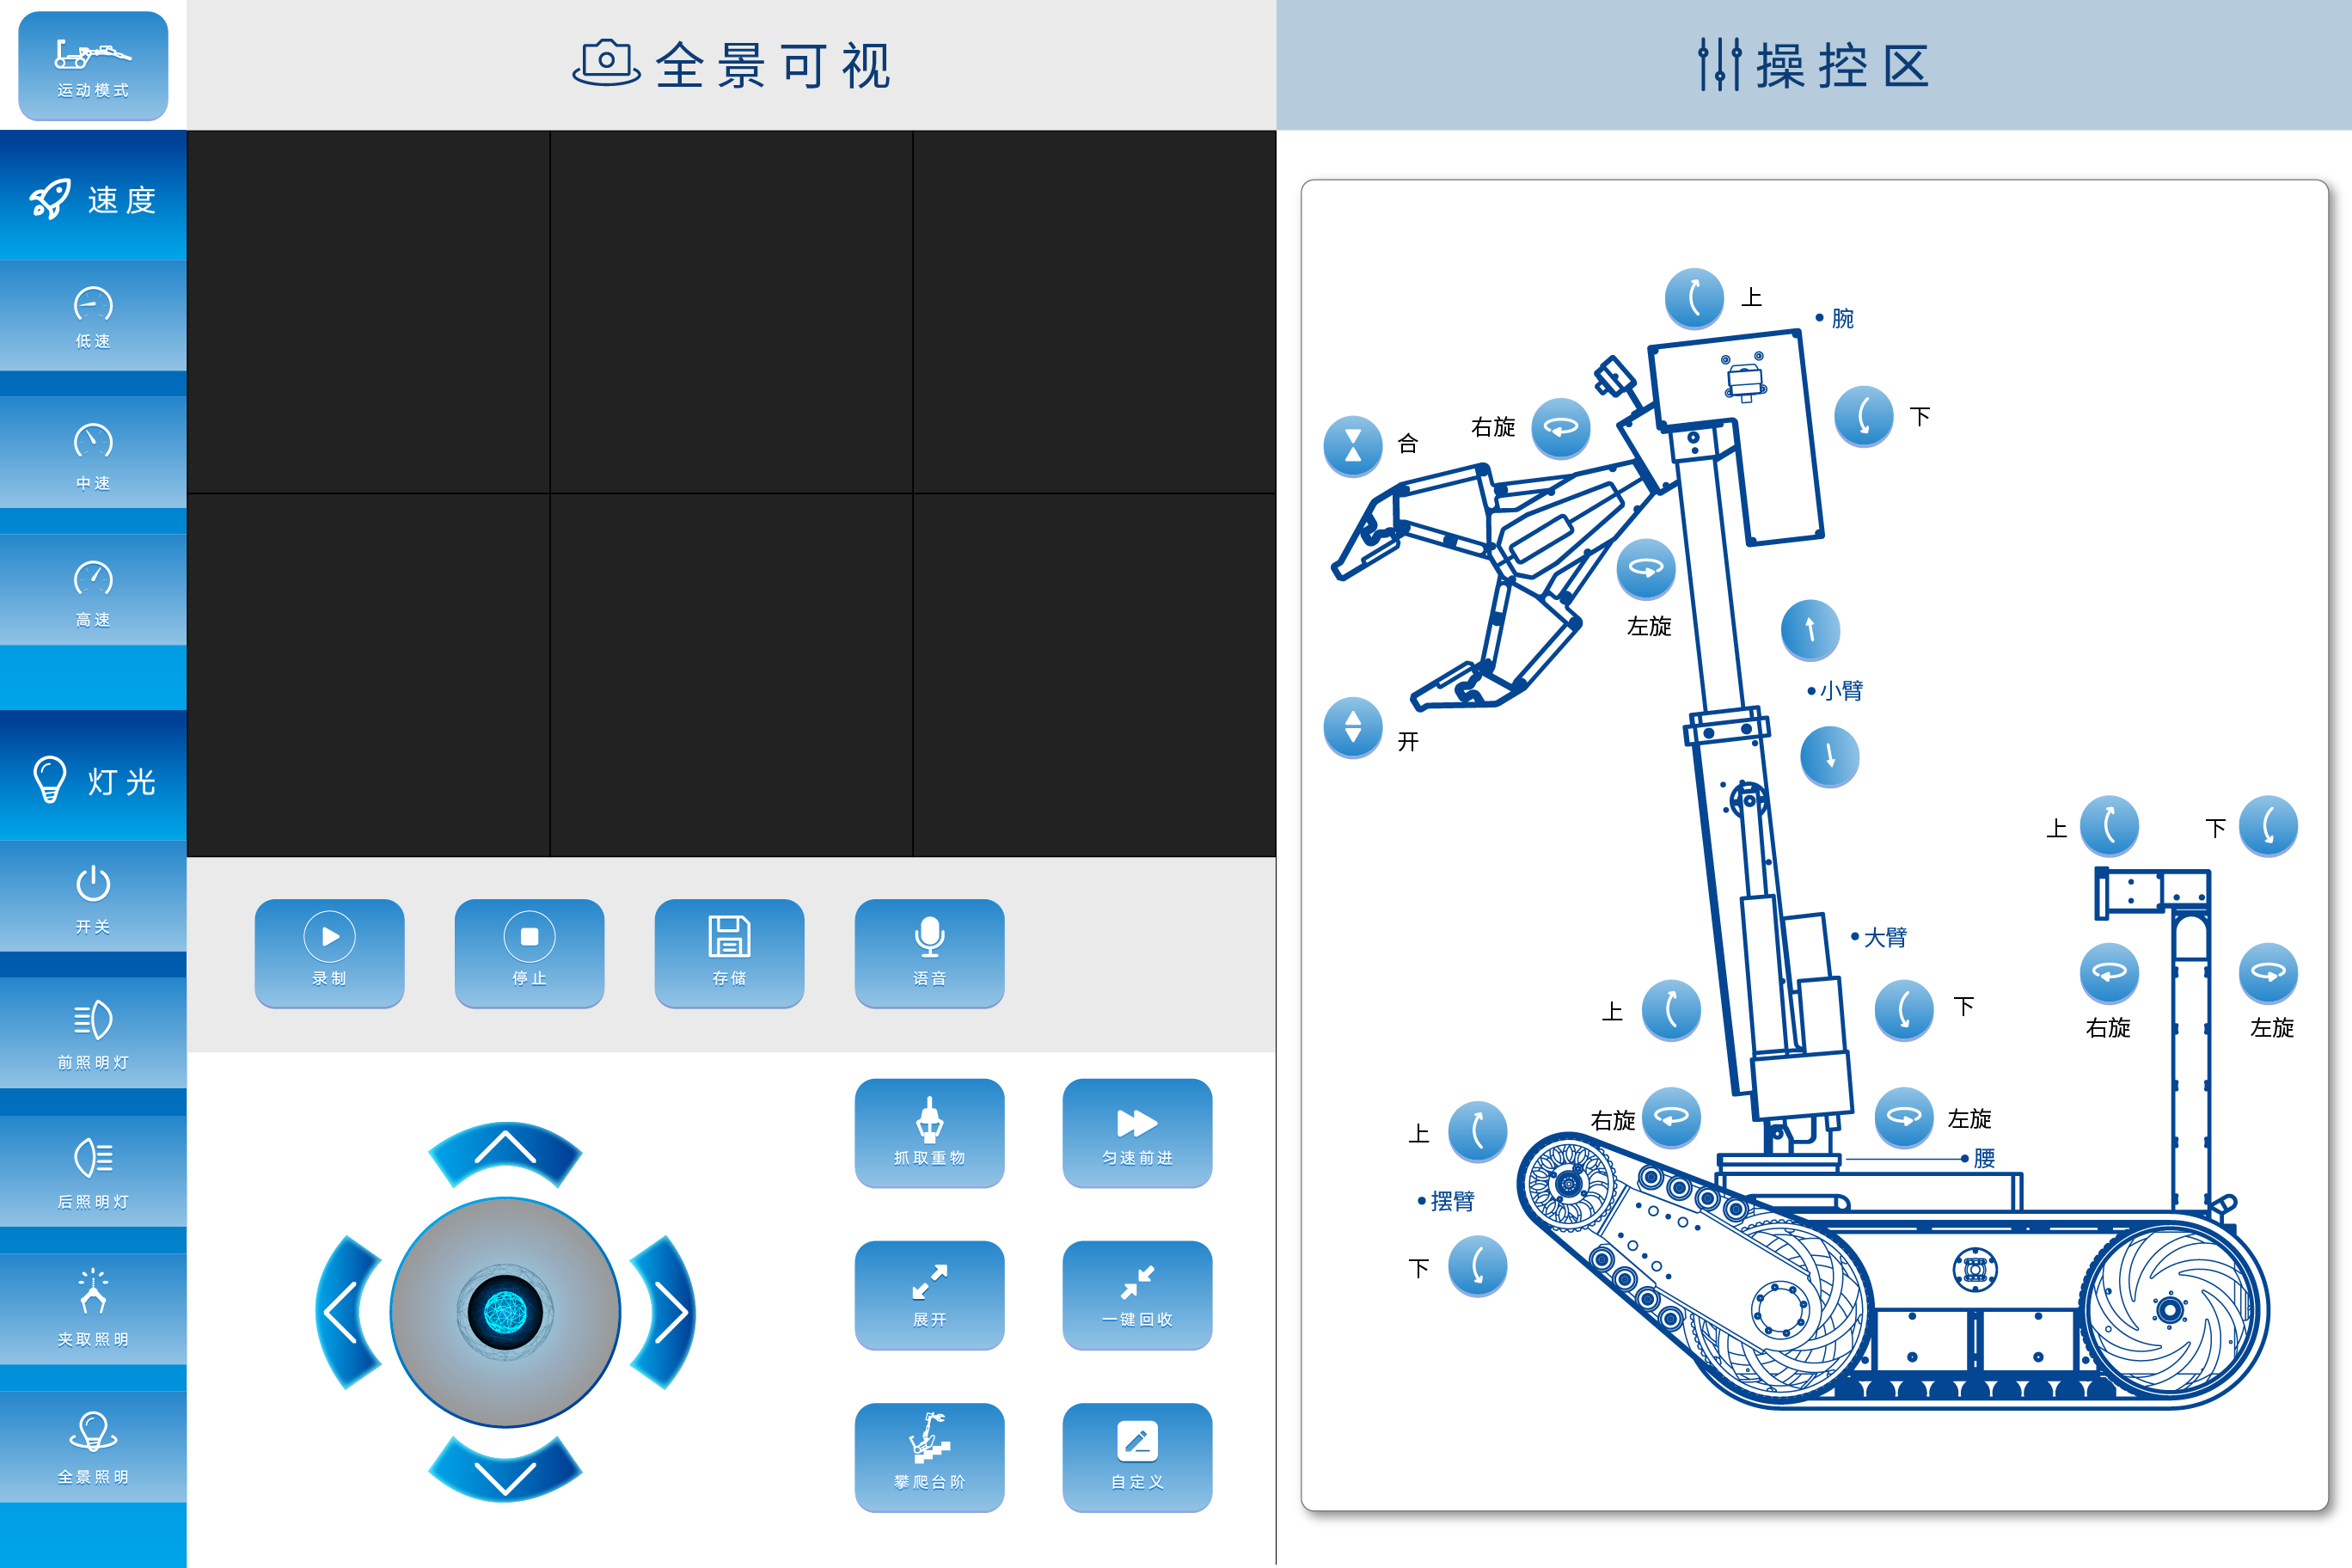 运动模式
全景可视
操控区
速度
低速
中速
高速
灯光
开关
前照明灯
后照明灯
夹取照明
全景照明
录制
停止
存储
语音
抓取重物
匀速前进
展开
一键回收
攀爬台阶
自定义
上
腕
下
右旋
合
左旋
小臂
开
上
下
大臂
上
下
右旋
左旋
右旋
左旋
上
腰
摆臂
下